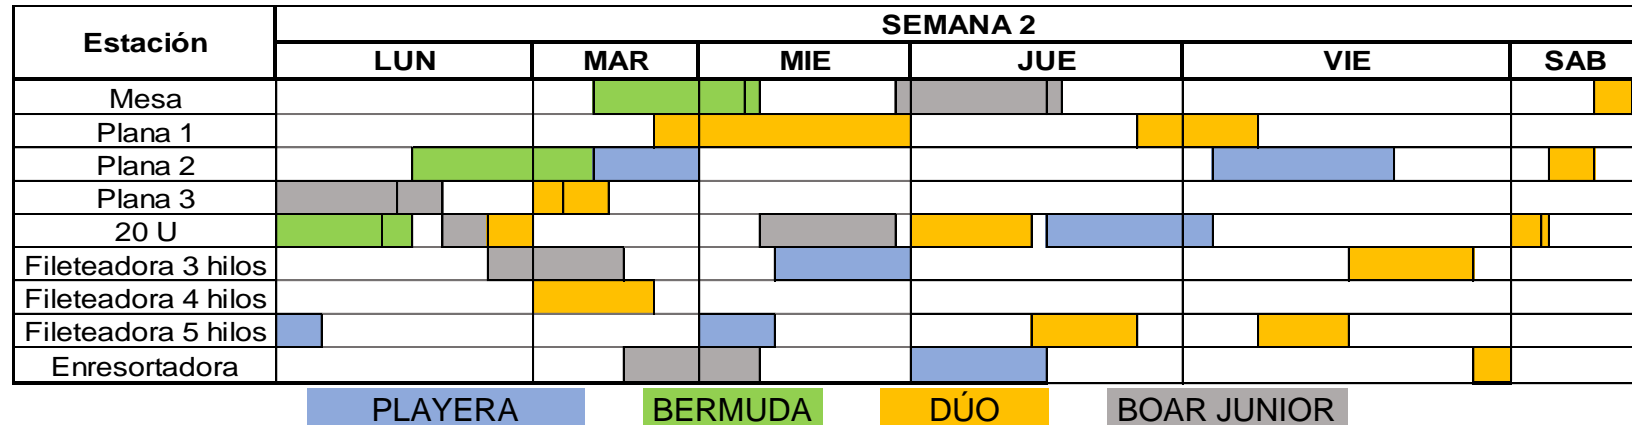 Estación
SEMANA 2
LUN MAR MIE JUE VIE SAB
Mesa
Plana 1
Plana 2
Plana 3
20 U
Fileteadora 3 hilos
Fileteadora 4 hilos
Fileteadora 5 hilos
Enresortadora
PLAYERA BERMUDA DÚO BOAR JUNIOR